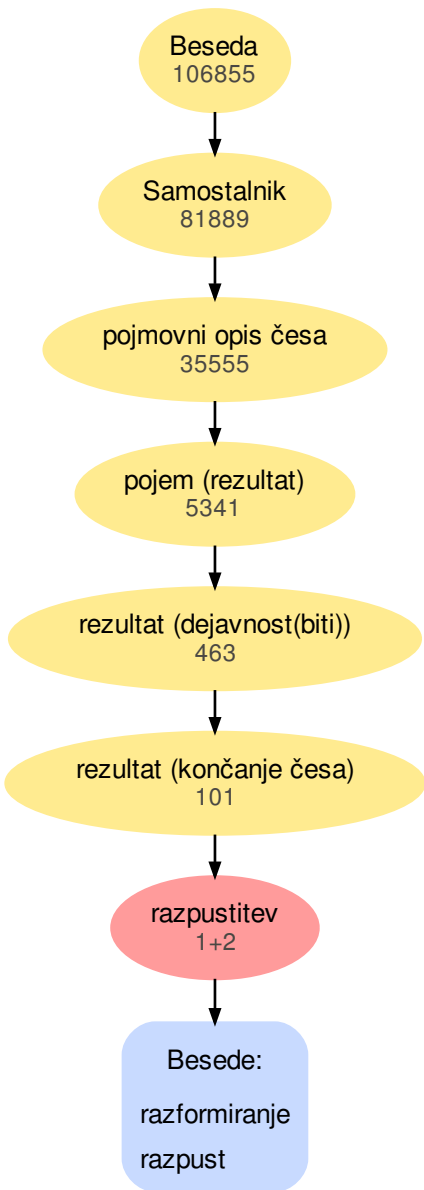 Beseda
106855
Samostalnik
81889
pojmovni opis česa
35555
pojem (rezultat)
5341
rezultat (dejavnost(biti))
463
rezultat (končanje česa)
101
razpustitev
1+2
Besede:
razformiranje
razpust